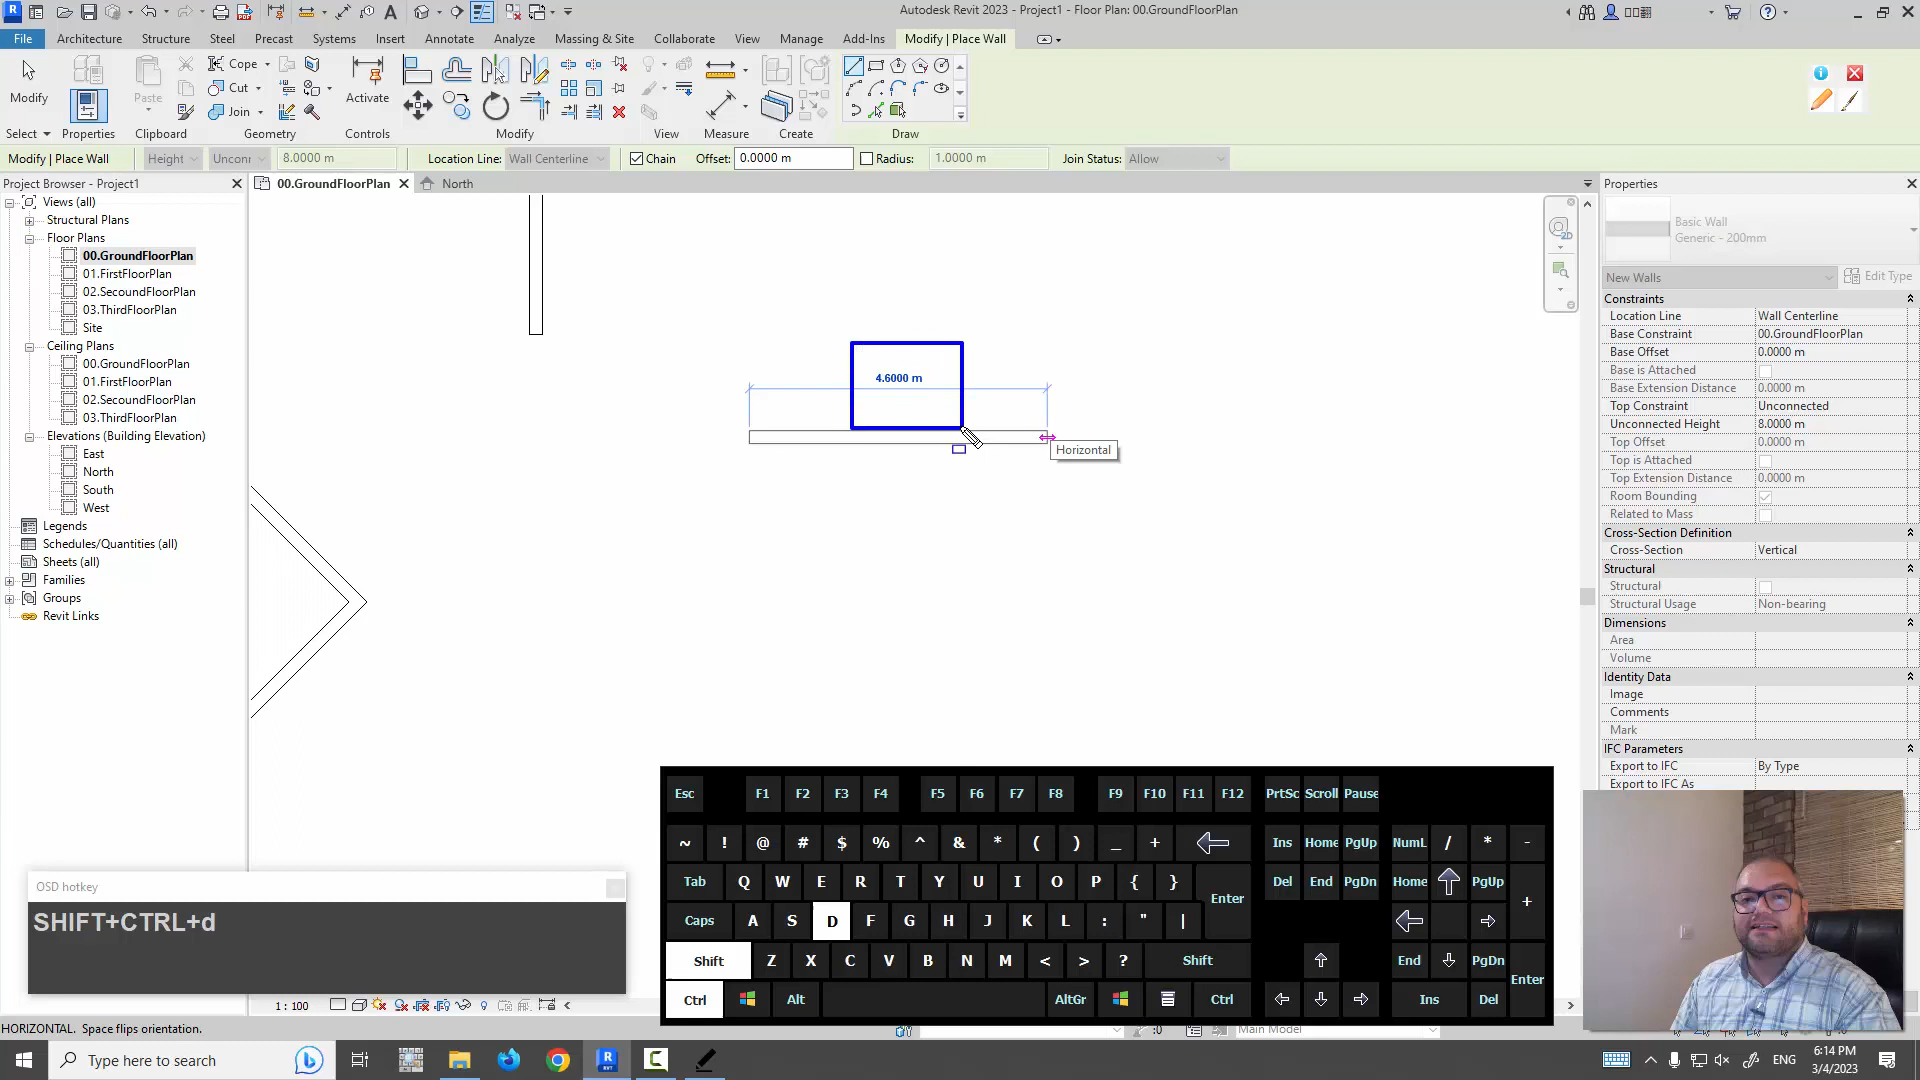 Autodesk Revit 2023 - Project1 - Floor Plan: 00.GroundFloorPlan
File Architecture Structure Steel Precast Systems Insert Annotate Analyze Massing & Site Collaborate View Manage Add-Ins Modify | Place Wall
Modify Paste Cope Cut Join Activate
Select Properties Clipboard Geometry Controls Modify View Measure Create Draw
Modify | Place Wall Height Unconr 8.0000 m Location Line: Wall Centerline Chain Offset: 0.0000 m Radius: 1.0000 m Join Status: Allow
Project Browser - Project1
00.GroundFloorPlan North
Properties
Views (all)
Structural Plans
Floor Plans
00.GroundFloorPlan
01.FirstFloorPlan
02.SecoundFloorPlan
03.ThirdFloorPlan
Site
Ceiling Plans
00.GroundFloorPlan
01.FirstFloorPlan
02.SecoundFloorPlan
03.ThirdFloorPlan
Elevations (Building Elevation)
East
North
South
West
Legends
Schedules/Quantities (all)
Sheets (all)
Families
Groups
Revit Links
4.6000 m
Horizontal
2D
Basic Wall
Generic - 200mm
New Walls Edit Type
Constraints
Location Line Wall Centerline
Base Constraint 00.GroundFloorPlan
Base Offset 0.0000 m
Base is Attached
Base Extension Distance 0.0000 m
Top Constraint Unconnected
Unconnected Height 8.0000 m
Top Offset 0.0000 m
Top is Attached
Top Extension Distance 0.0000 m
Room Bounding
Related to Mass
Cross-Section Definition
Cross-Section Vertical
Structural
Structural
Structural Usage Non-bearing
Dimensions
Area
Volume
Identity Data
Image
Comments
Mark
IFC Parameters
Export to IFC By Type
Export to IFC As
OSD hotkey
SHIFT+CTRL+d
Esc F1 F2 F3 F4 F5 F6 F7 F8 F9 F10 F11 F12 PrtSc Scroll Pause
~ ! @ # $ % ^ & * ( ) _ + Ins Home PgUp NumL / * -
Tab Q W E R T Y U I O P { } Enter Del End PgDn Home PgUp +
Caps A S D F G H J K L : " |
Shift Z X C V B N M < > ? Shift End PgDn Enter
Ctrl Alt AltGr Ctrl Ins Del
1 : 100
HORIZONTAL. Space flips orientation.
:0 Main Model
Type here to search
ENG
6:14 PM
3/4/2023